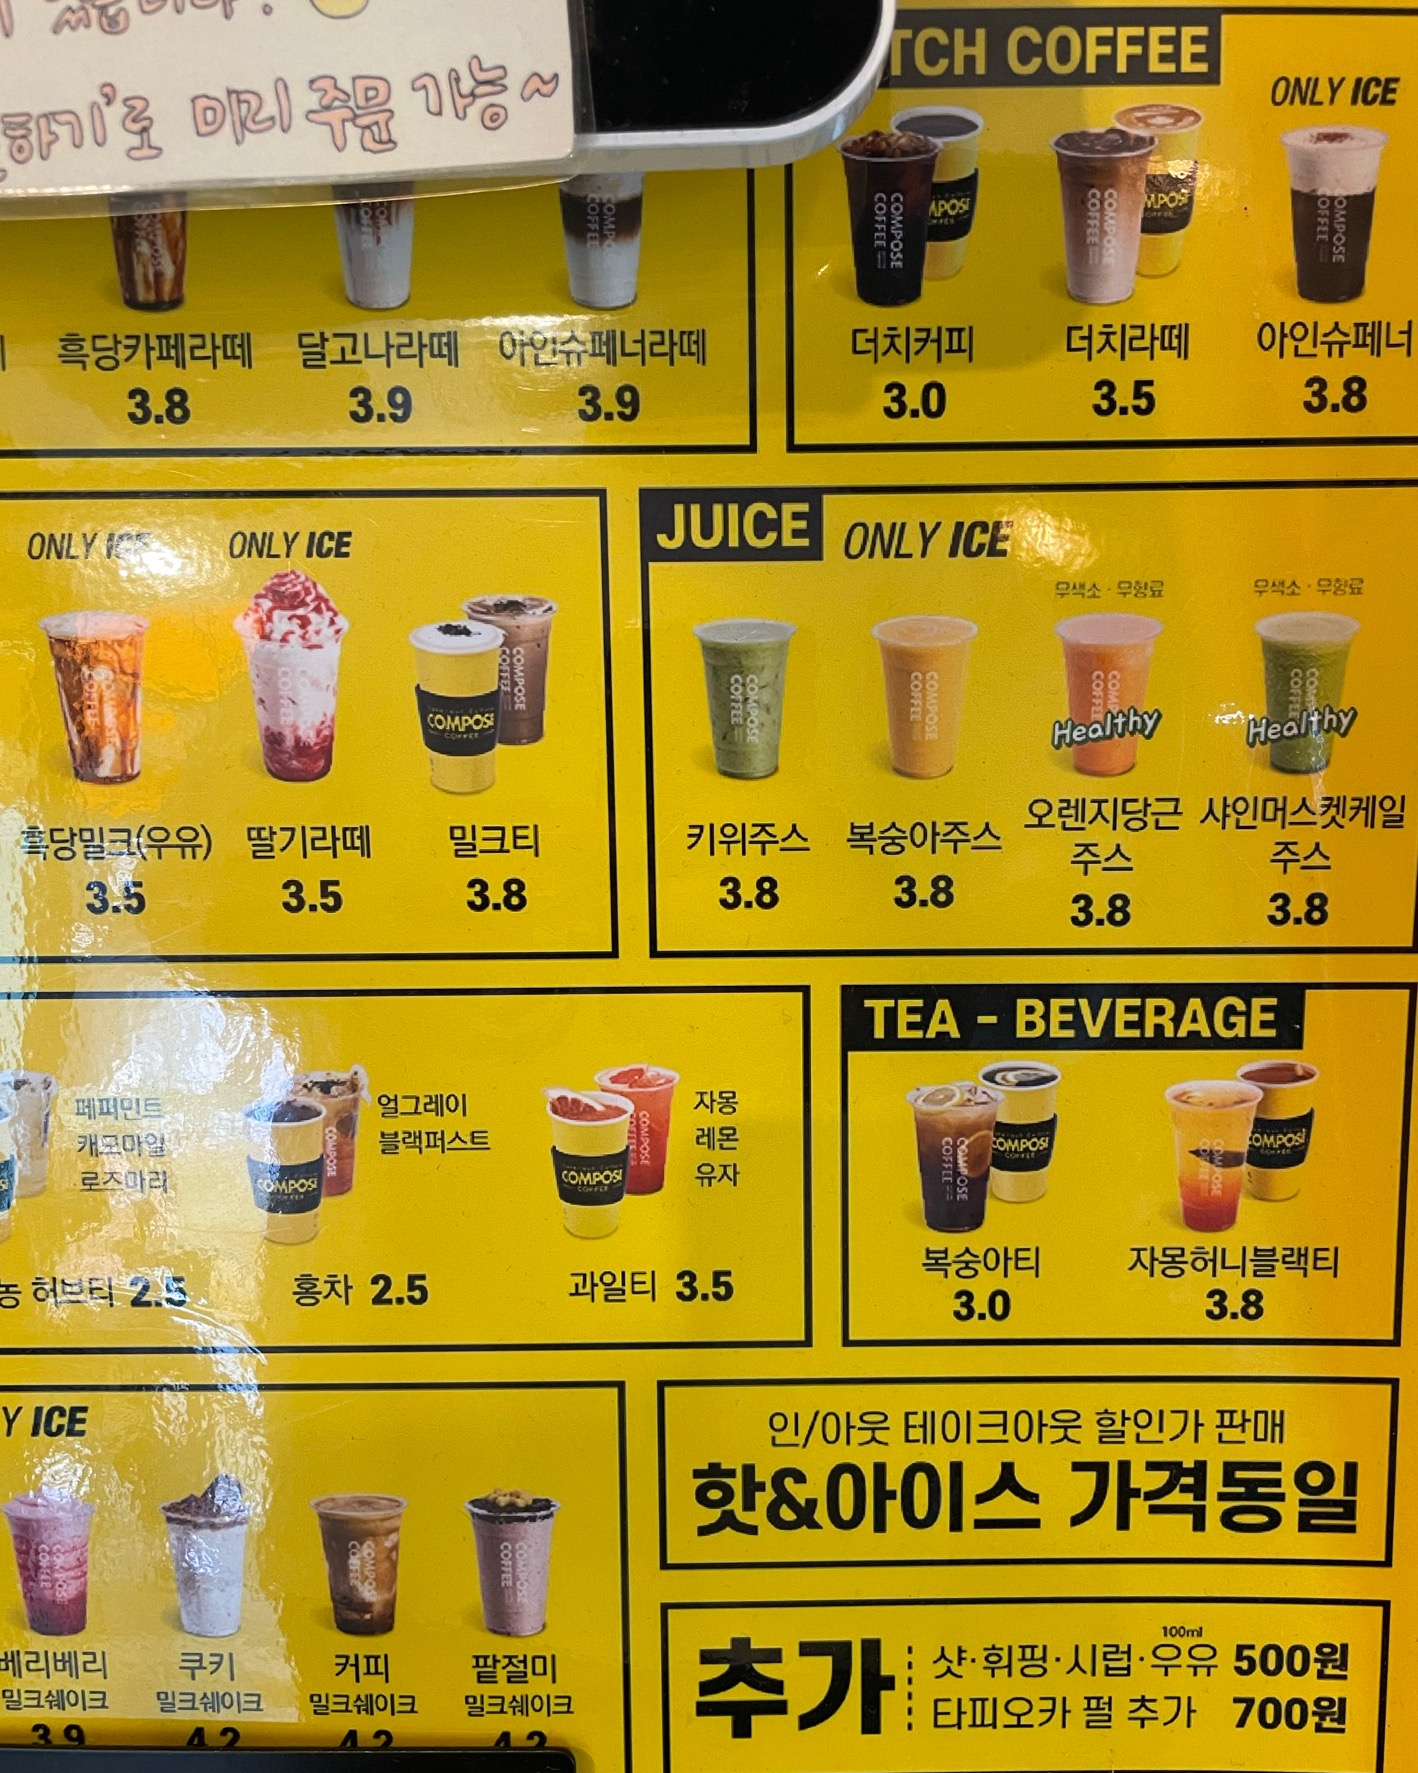 미리 주문 가능~
TCH COFFEE
ONLY ICE
흑당카페라떼
3.8
달고나라떼
3.9
아인슈페너라떼
3.9
더치커피
3.0
더치라떼
3.5
아인슈페너
3.8
ONLY ICE
ONLY ICE
흑당밀크(우유)
3.5
딸기라떼
3.5
COMPOSE
COFFEE
밀크티
3.8
JUICE
ONLY ICE
키위주스
3.8
복숭아주스
3.8
무색소·무향료
Healthy
오렌지당근
주스
3.8
무색소·무향료
Healthy
샤인머스켓케일
주스
3.8
페퍼민트
캐모마일
로즈마리
허브티 2.5
얼그레이
블랙퍼스트
홍차 2.5
자몽
레몬
유자
과일티 3.5
TEA - BEVERAGE
복숭아티
3.0
자몽허니블랙티
3.8
Y ICE
베리베리
밀크쉐이크
3.9
쿠키
밀크쉐이크
4.2
커피
밀크쉐이크
4.2
팥절미
밀크쉐이크
4.2
인/아웃 테이크아웃 할인가 판매
핫&아이스 가격동일
추가
100ml
샷·휘핑·시럽·우유 500원
타피오카 펄 추가 700원